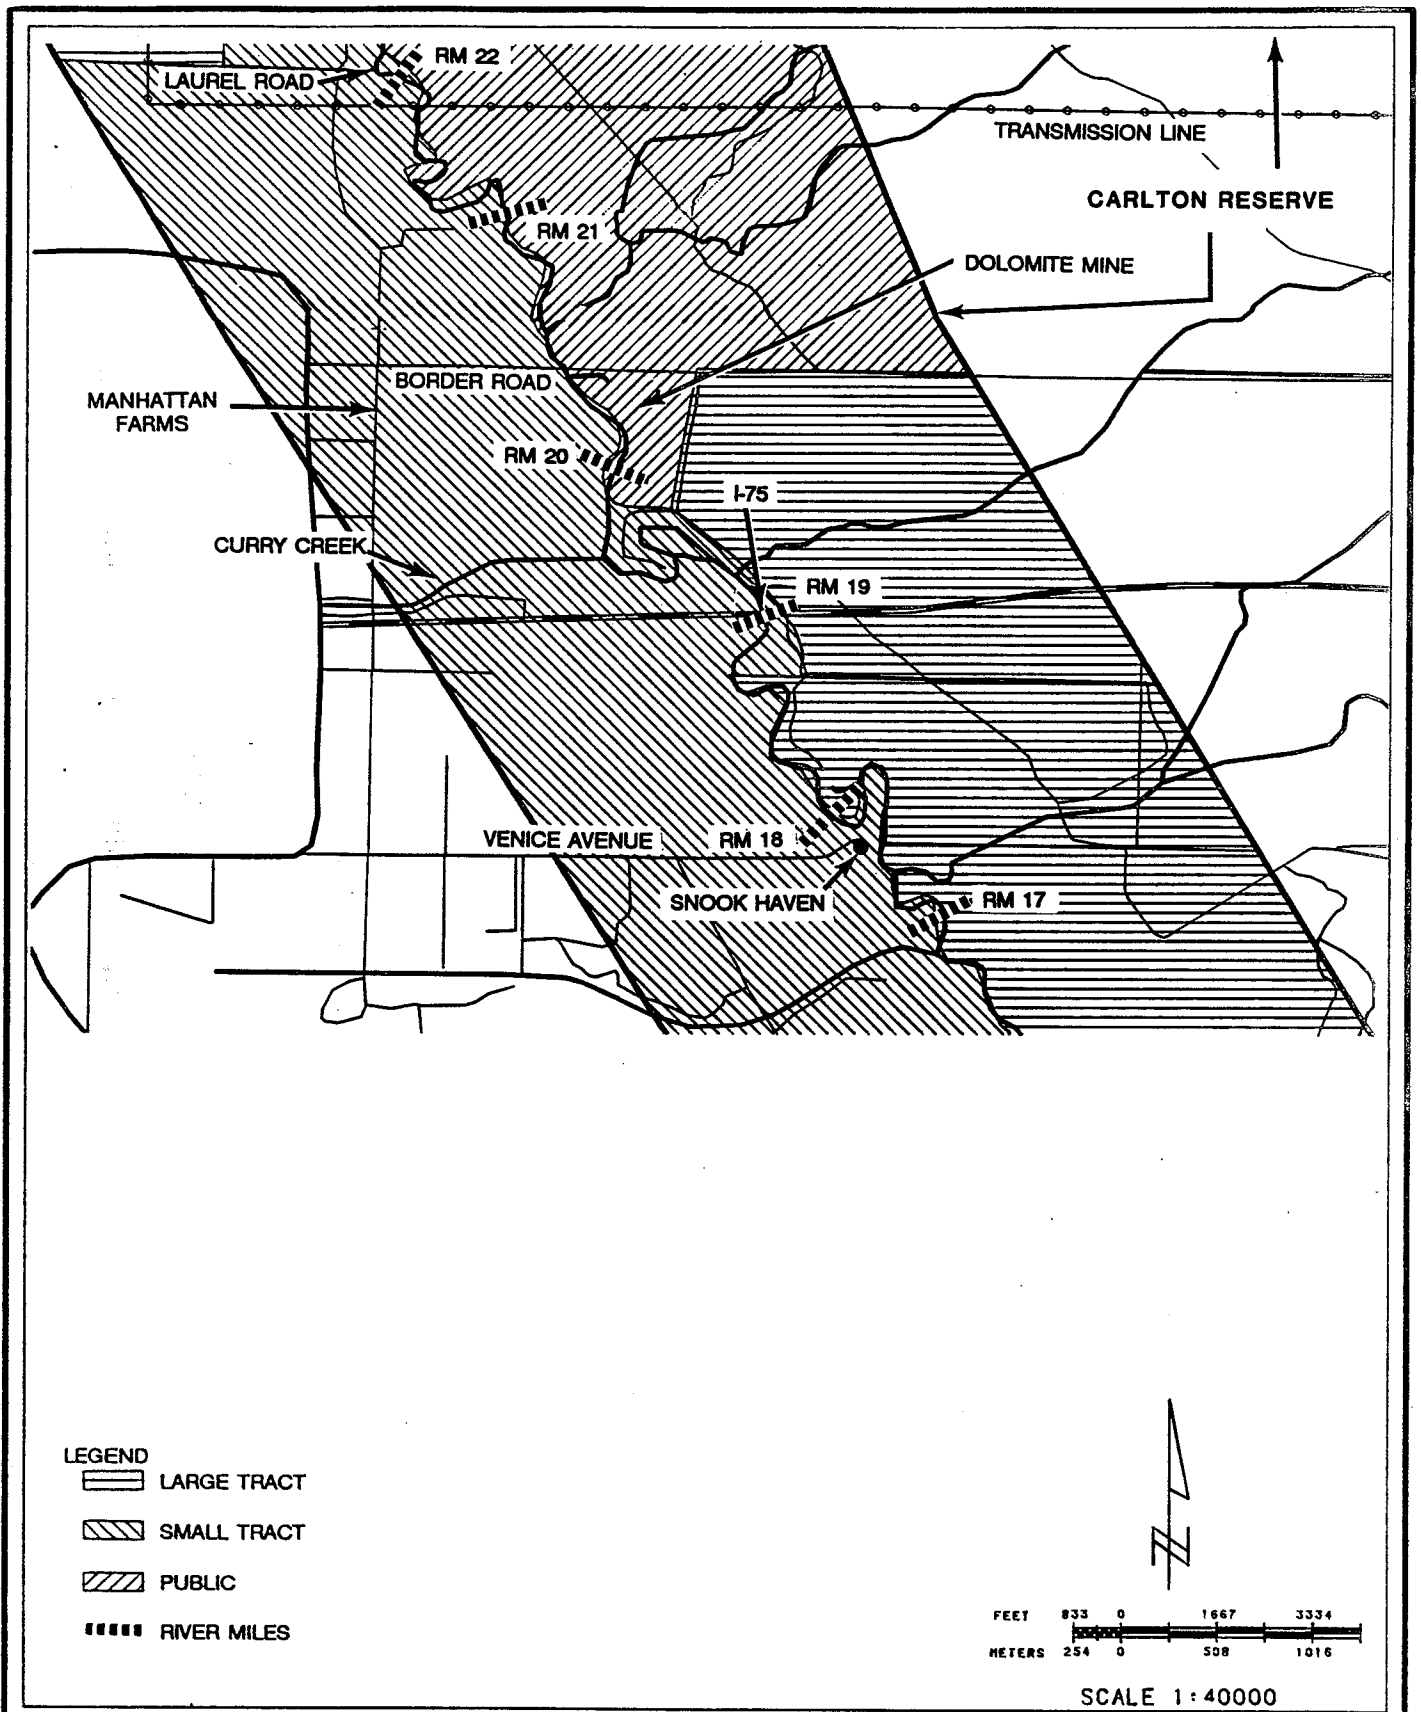 RM 22
LAUREL ROAD
TRANSMISSION LINE
CARLTON RESERVE
RM 21
DOLOMITE MINE
BORDER ROAD
MANHATTAN
FARMS
RM 20
I-75
CURRY CREEK
RM 19
VENICE AVENUE
RM 18
SNOOK HAVEN
RM 17
LEGEND
LARGE TRACT
SMALL TRACT
PUBLIC
RIVER MILES
N
FEET 833 0 1667 3334
METERS 254 0 508 1016
SCALE 1:40000